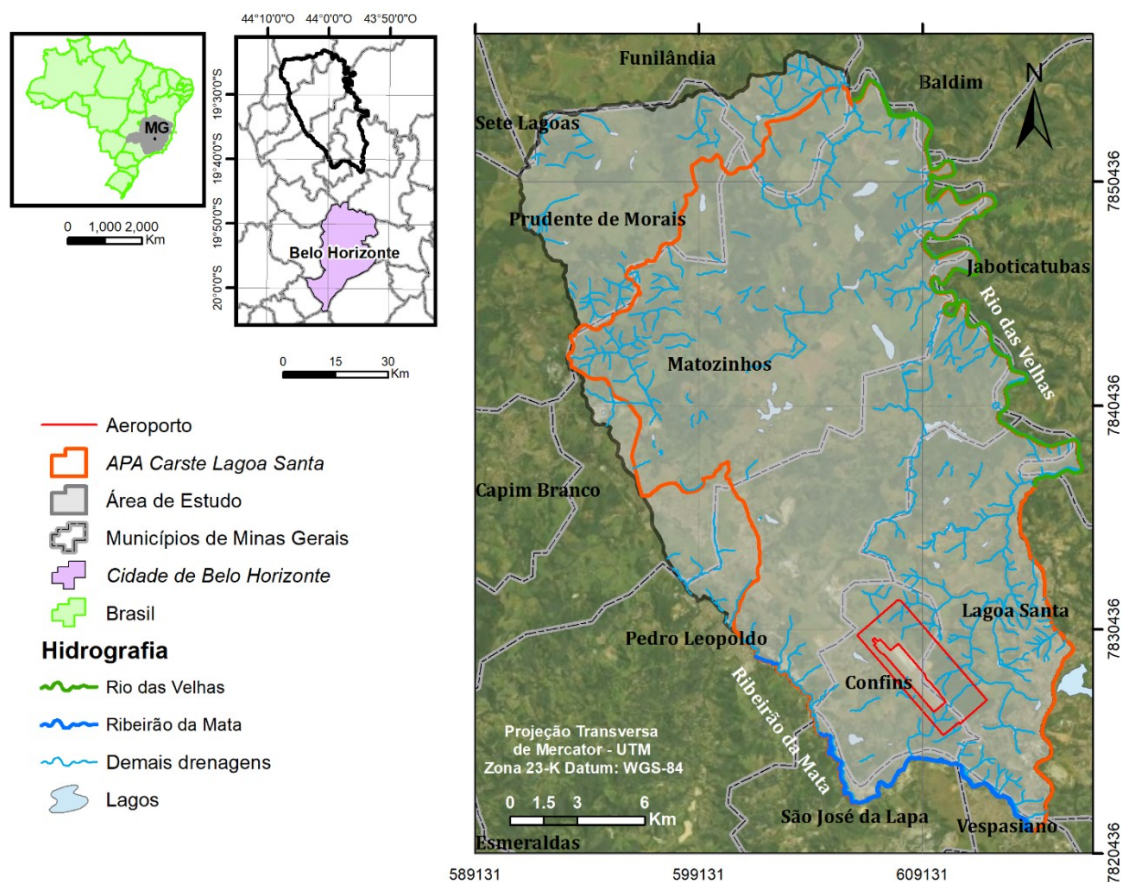 44°10'0"O 44°0'0"O 43°50'0"O
MG
0 1,000 2,000
Km
19°30'0"S
19°40'0"S
19°50'0"S
20°0'0"S
Belo Horizonte
0 15 30
Km
Aeroporto
APA Carste Lagoa Santa
Área de Estudo
Municípios de Minas Gerais
Cidade de Belo Horizonte
Brasil
Hidrografia
Rio das Velhas
Ribeirão da Mata
Demais drenagens
Lagos
Funilândia
Baldim
N
Sete Lagoas
Prudente de Morais
Jaboticatubas
Rio das Velhas
Matozinhos
Capim Branco
Lagoa Santa
Pedro Leopoldo
Confins
Ribeirão da Mata
Projeção Transversa
de Mercator - UTM
Zona 23-K Datum: WGS-84
0 1.5 3 6
Km
São José da Lapa
Vespasiano
Esmeraldas
7850436
7840436
7830436
7820436
589131 599131 609131